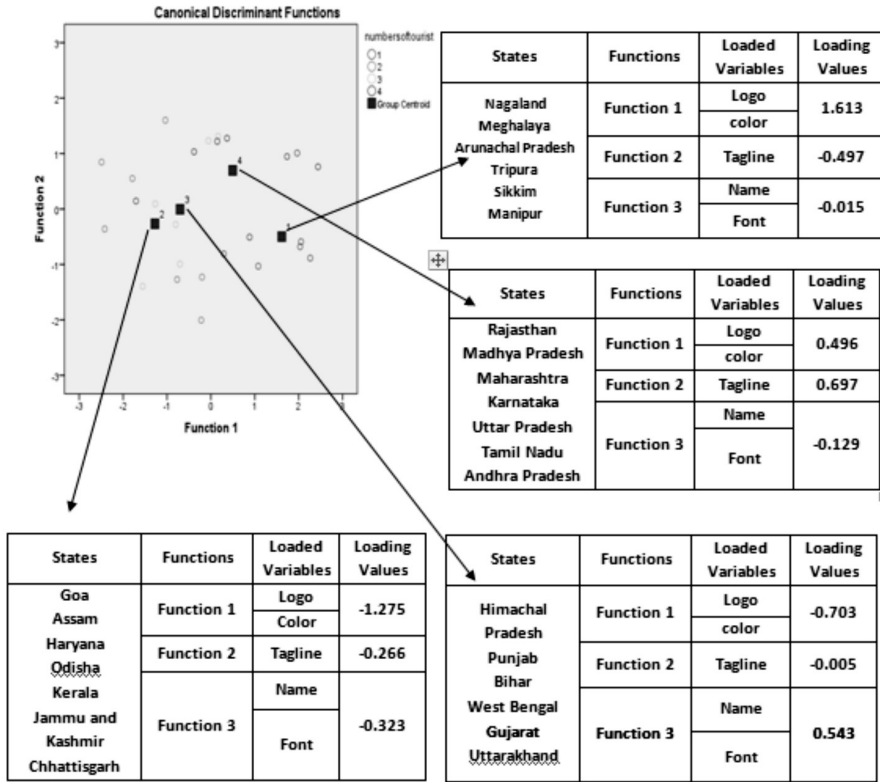 Canonical Discriminant Functions
numbersoftourist
1
2
3
4
Group Centroid
Function 2
3
2
1
0
-1
-2
-3
4
3
2
1
-3 -2 -1 0 1 2 3
Function 1
States Functions Loaded Variables Loading Values
Nagaland
Meghalaya
Arunachal Pradesh
Tripura
Sikkim
Manipur
Function 1 Logo color 1.613
Function 2 Tagline -0.497
Function 3 Name Font -0.015
States Functions Loaded Variables Loading Values
Rajasthan
Madhya Pradesh
Maharashtra
Karnataka
Uttar Pradesh
Tamil Nadu
Andhra Pradesh
Function 1 Logo color 0.496
Function 2 Tagline 0.697
Function 3 Name Font -0.129
States Functions Loaded Variables Loading Values
Goa
Assam
Haryana
Odisha
Kerala
Jammu and
Kashmir
Chhattisgarh
Function 1 Logo Color -1.275
Function 2 Tagline -0.266
Function 3 Name Font -0.323
States Functions Loaded Variables Loading Values
Himachal
Pradesh
Punjab
Bihar
West Bengal
Gujarat
Uttarakhand
Function 1 Logo color -0.703
Function 2 Tagline -0.005
Function 3 Name Font 0.543